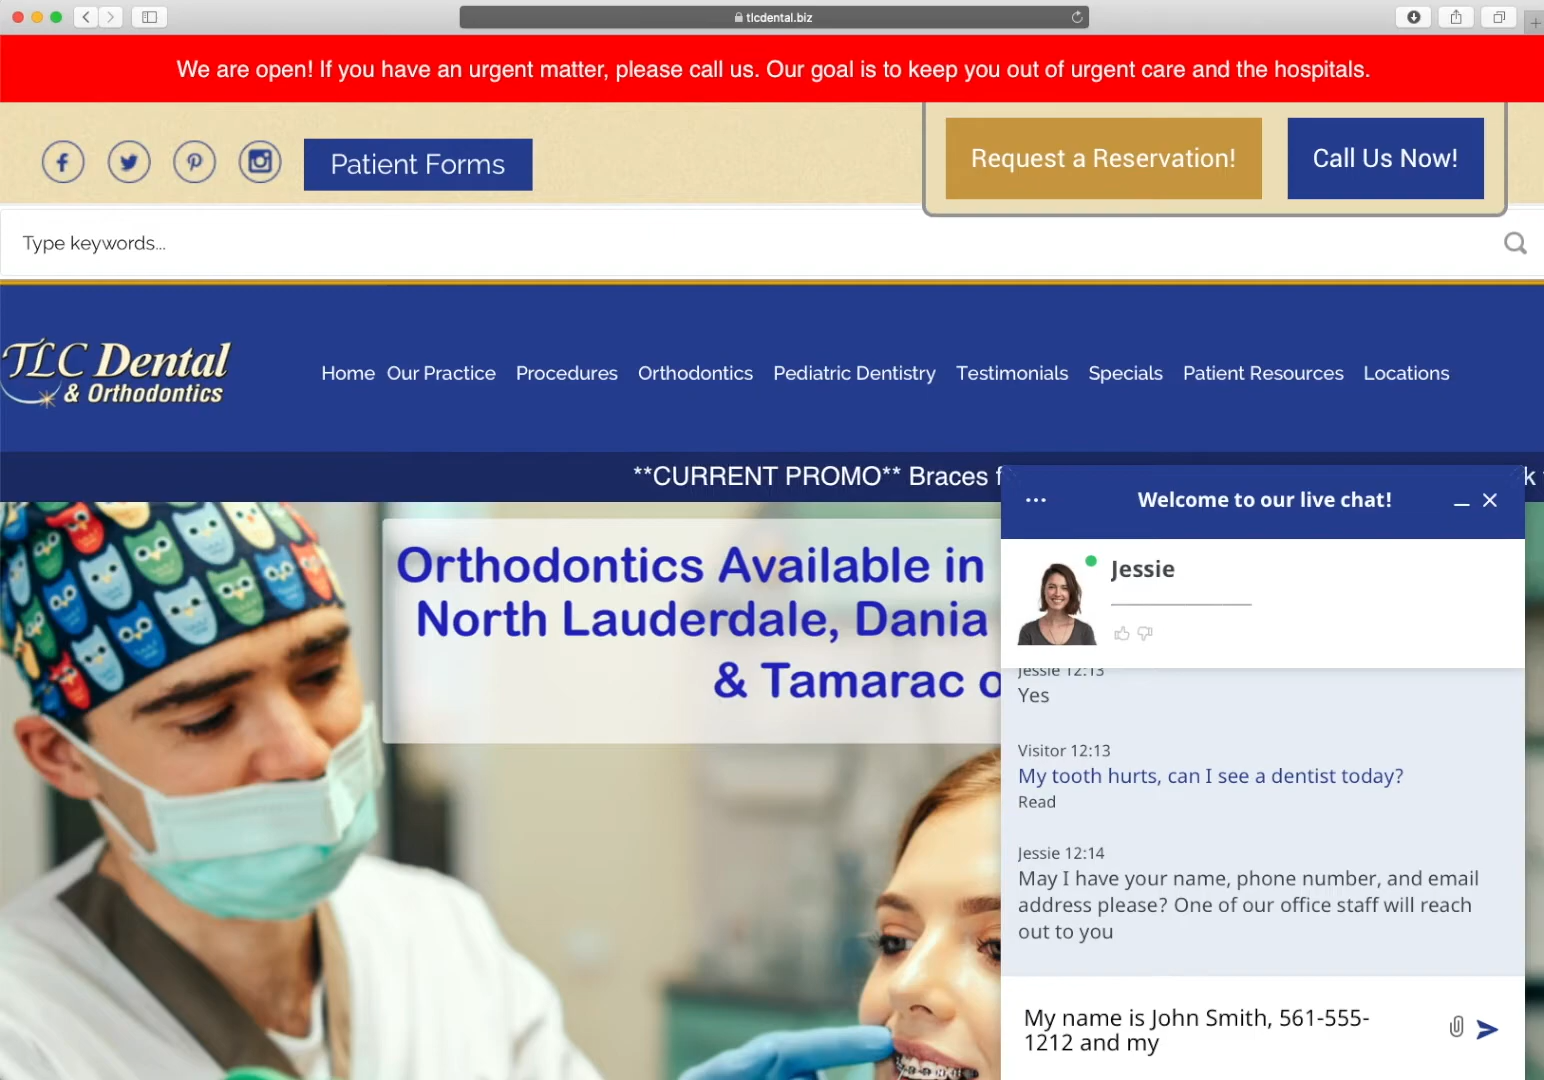 tlcdental.biz
We are open! If you have an urgent matter, please call us. Our goal is to keep you out of urgent care and the hospitals.
Patient Forms
Request a Reservation!
Call Us Now!
Type keywords...
TLC Dental
& Orthodontics
Home Our Practice Procedures Orthodontics Pediatric Dentistry Testimonials Specials Patient Resources Locations
**CURRENT PROMO** Braces
Orthodontics Available in
North Lauderdale, Dania
& Tamarac
Welcome to our live chat!
Jessie
Jessie 12:13
Yes
Visitor 12:13
My tooth hurts, can I see a dentist today?
Read
Jessie 12:14
May I have your name, phone number, and email
address please? One of our office staff will reach
out to you
My name is John Smith, 561-555-
1212 and my